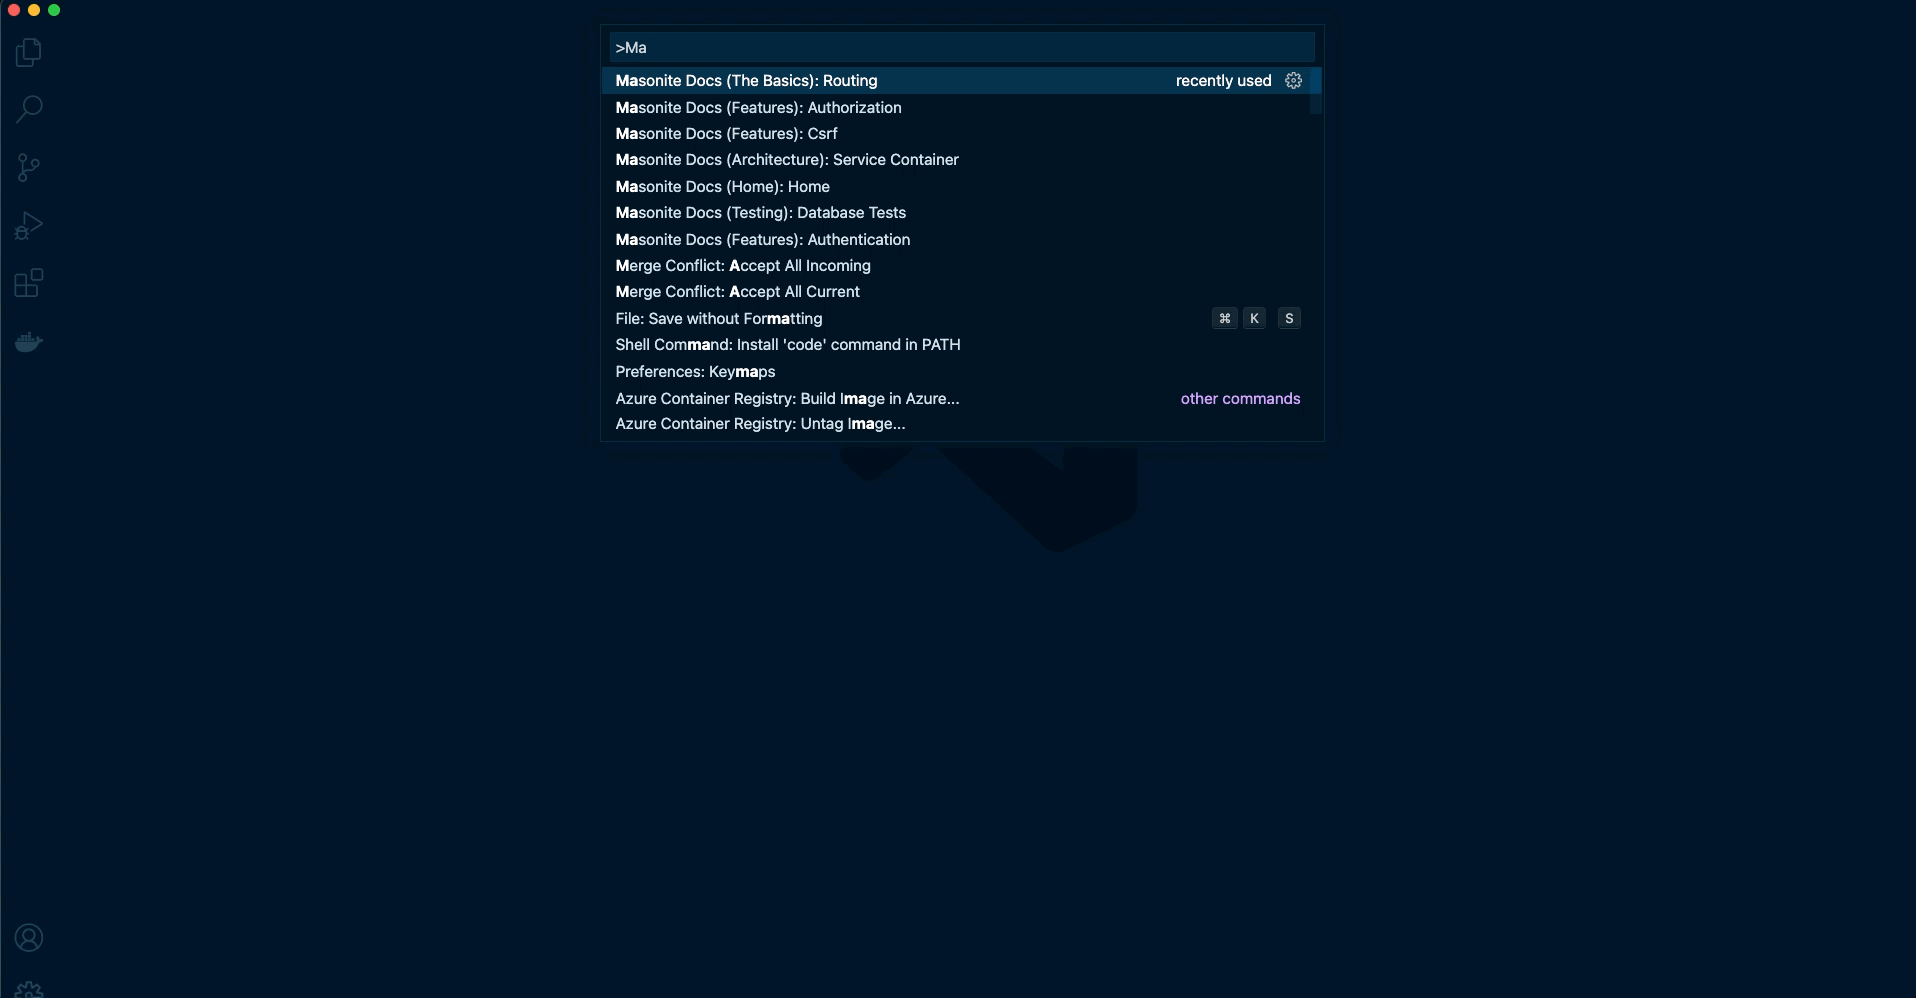 >Ma
Masonite Docs (The Basics): Routing recently used
Masonite Docs (Features): Authorization
Masonite Docs (Features): Csrf
Masonite Docs (Architecture): Service Container
Masonite Docs (Home): Home
Masonite Docs (Testing): Database Tests
Masonite Docs (Features): Authentication
Merge Conflict: Accept All Incoming
Merge Conflict: Accept All Current
File: Save without Formatting ⌘ K S
Shell Command: Install 'code' command in PATH
Preferences: Keymaps
Azure Container Registry: Build Image in Azure... other commands
Azure Container Registry: Untag Image...